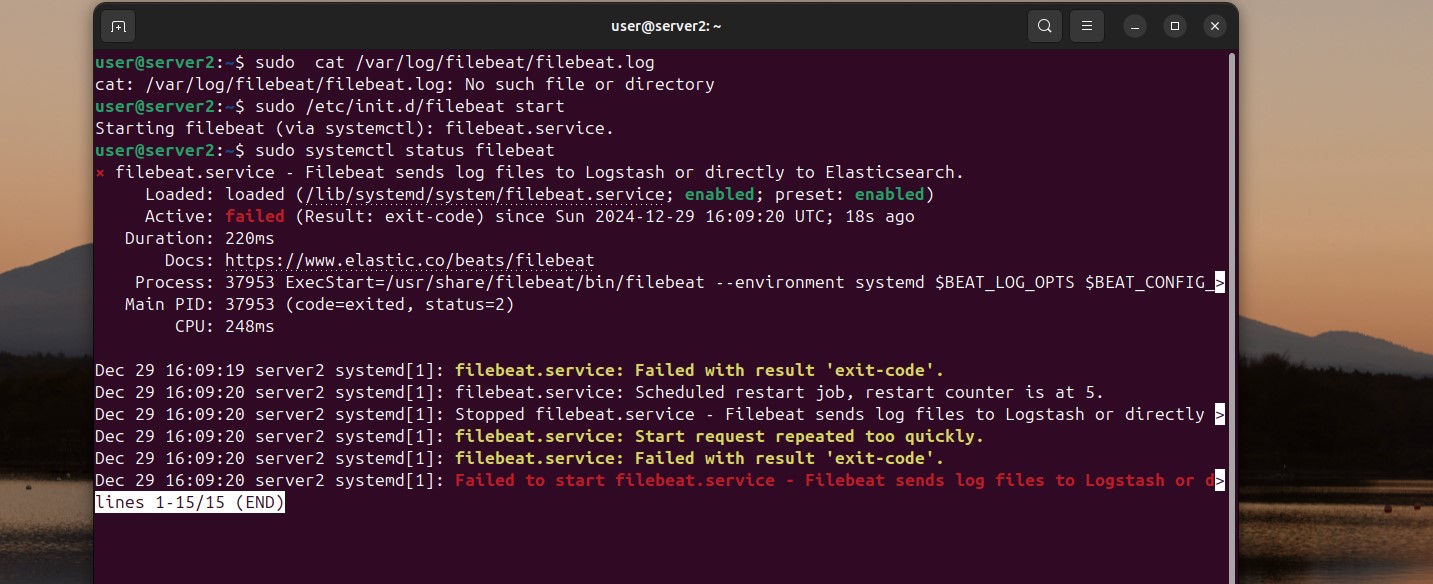 user@server2: ~
user@server2:~$ sudo  cat /var/log/filebeat/filebeat.log
cat: /var/log/filebeat/filebeat.log: No such file or directory
user@server2:~$ sudo /etc/init.d/filebeat start
Starting filebeat (via systemctl): filebeat.service.
user@server2:~$ sudo systemctl status filebeat
× filebeat.service - Filebeat sends log files to Logstash or directly to Elasticsearch.
     Loaded: loaded (/lib/systemd/system/filebeat.service; enabled; preset: enabled)
     Active: failed (Result: exit-code) since Sun 2024-12-29 16:09:20 UTC; 18s ago
   Duration: 220ms
       Docs: https://www.elastic.co/beats/filebeat
    Process: 37953 ExecStart=/usr/share/filebeat/bin/filebeat --environment systemd $BEAT_LOG_OPTS $BEAT_CONFIG_>
   Main PID: 37953 (code=exited, status=2)
        CPU: 248ms
Dec 29 16:09:19 server2 systemd[1]: filebeat.service: Failed with result 'exit-code'.
Dec 29 16:09:20 server2 systemd[1]: filebeat.service: Scheduled restart job, restart counter is at 5.
Dec 29 16:09:20 server2 systemd[1]: Stopped filebeat.service - Filebeat sends log files to Logstash or directly >
Dec 29 16:09:20 server2 systemd[1]: filebeat.service: Start request repeated too quickly.
Dec 29 16:09:20 server2 systemd[1]: filebeat.service: Failed with result 'exit-code'.
Dec 29 16:09:20 server2 systemd[1]: Failed to start filebeat.service - Filebeat sends log files to Logstash or d>
lines 1-15/15 (END)